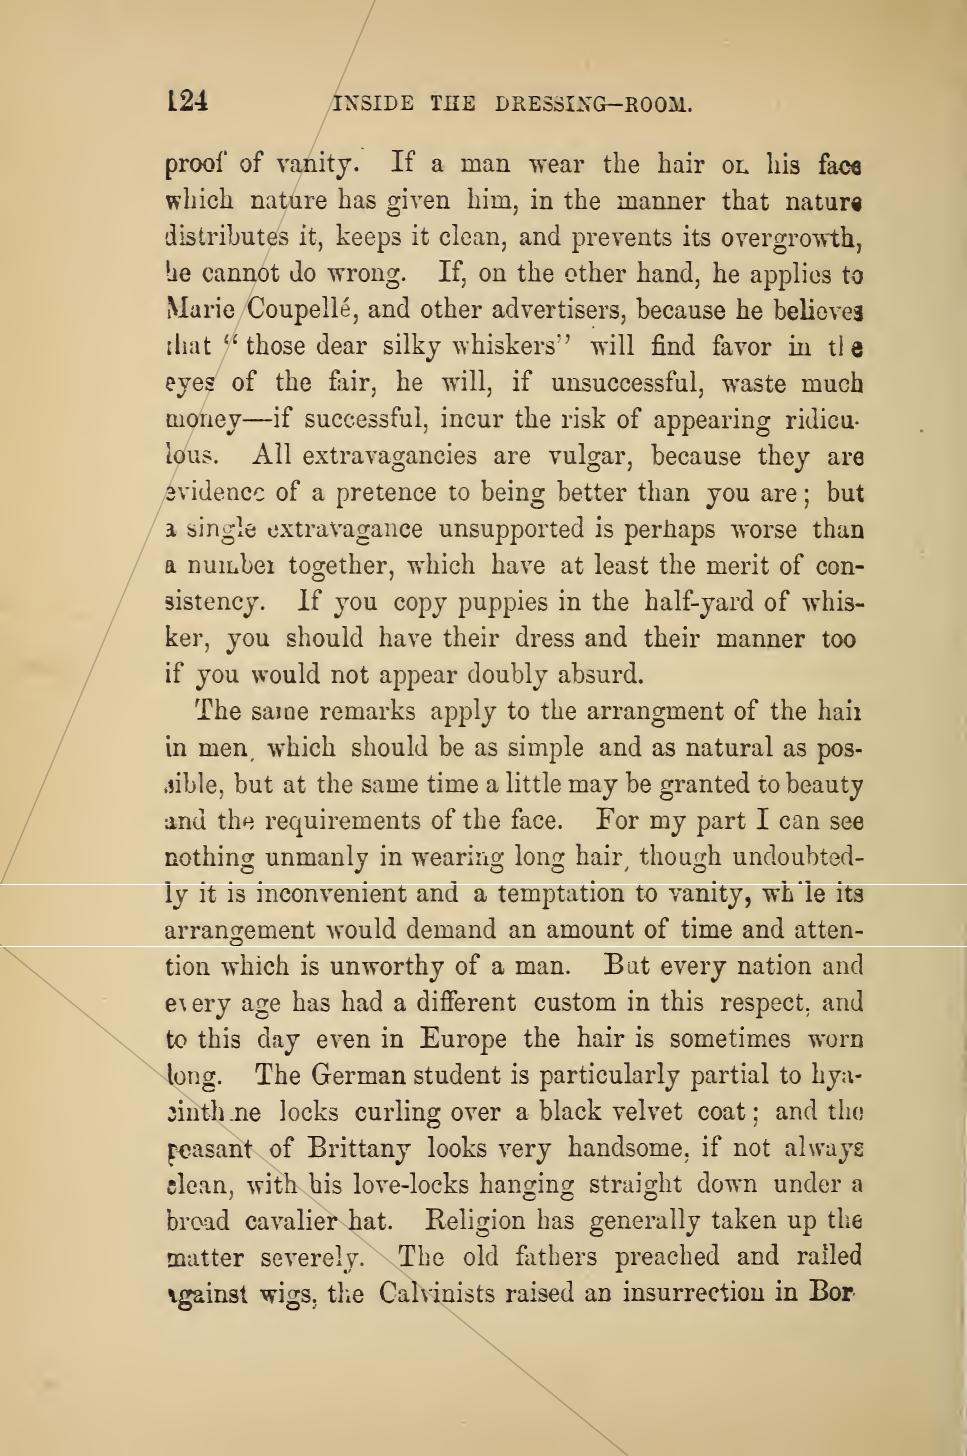 124 INSIDE THE DRESSING-ROOM.
proof of vanity. If a man wear the hair on his face
which nature has given him, in the manner that nature
distributes it, keeps it clean, and prevents its overgrowth,
he cannot do wrong. If, on the other hand, he applies to
Marie Coupellé, and other advertisers, because he believes
that “those dear silky whiskers” will find favor in the
eyes of the fair, he will, if unsuccessful, waste much
money—if successful, incur the risk of appearing ridicu-
lous. All extravagancies are vulgar, because they are
evidence of a pretence to being better than you are; but
a single extravagance unsupported is perhaps worse than
a number together, which have at least the merit of con-
sistency. If you copy puppies in the half-yard of whis-
ker, you should have their dress and their manner too
if you would not appear doubly absurd.
The same remarks apply to the arrangment of the hair
in men, which should be as simple and as natural as pos-
sible, but at the same time a little may be granted to beauty
and the requirements of the face. For my part I can see
nothing unmanly in wearing long hair, though undoubted-
ly it is inconvenient and a temptation to vanity, while its
arrangement would demand an amount of time and atten-
tion which is unworthy of a man. But every nation and
every age has had a different custom in this respect, and
to this day even in Europe the hair is sometimes worn
long. The German student is particularly partial to hya-
cinthine locks curling over a black velvet coat; and the
peasant of Brittany looks very handsome, if not always
clean, with his love-locks hanging straight down under a
broad cavalier hat. Religion has generally taken up the
matter severely. The old fathers preached and railed
against wigs, the Calvinists raised an insurrection in Bor-